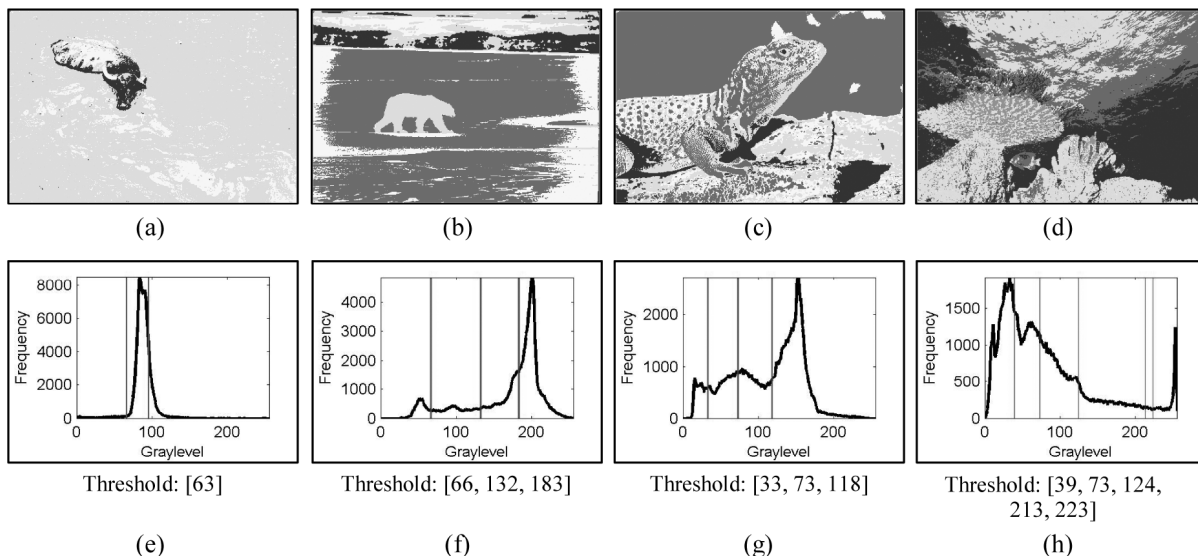 (a) (b) (c) (d)
8000
6000
4000
2000
0
Frequency
0 100 200
Graylevel
4000
3000
2000
1000
0
Frequency
0 100 200
Graylevel
2000
1000
0
Frequency
0 100 200
Graylevel
1500
1000
500
0
Frequency
0 100 200
Graylevel
Threshold: [63]
Threshold: [66, 132, 183]
Threshold: [33, 73, 118]
Threshold: [39, 73, 124,
213, 223]
(e) (f) (g) (h)